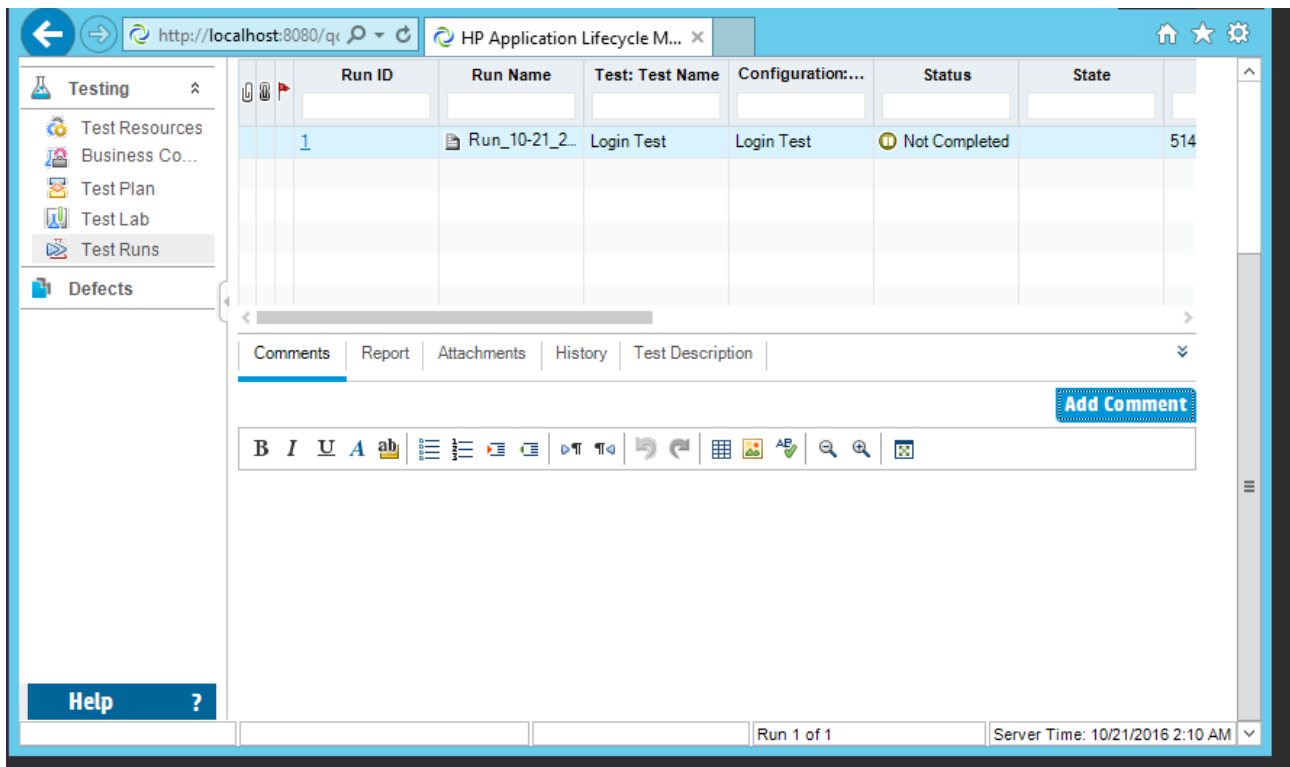 http://localhost:8080/qc
HP Application Lifecycle M...
Testing
Test Resources
Business Co...
Test Plan
Test Lab
Test Runs
Defects
Run ID Run Name Test: Test Name Configuration:... Status State
1 Run_10-21_2... Login Test Login Test Not Completed 514
Comments Report Attachments History Test Description
Add Comment
B I U A ab
Help ?
Run 1 of 1 Server Time: 10/21/2016 2:10 AM